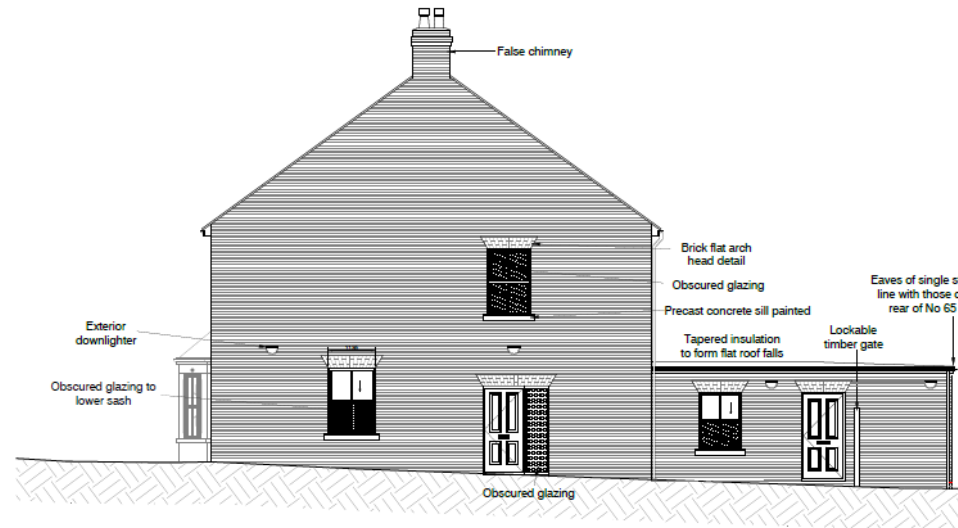 False chimney
Brick flat arch
head detail
Obscured glazing
Precast concrete sill painted
Eaves of single s
line with those o
rear of No 65
Exterior
downlighter
Tapered insulation
to form flat roof falls
Lockable
timber gate
Obscured glazing to
lower sash
Obscured glazing